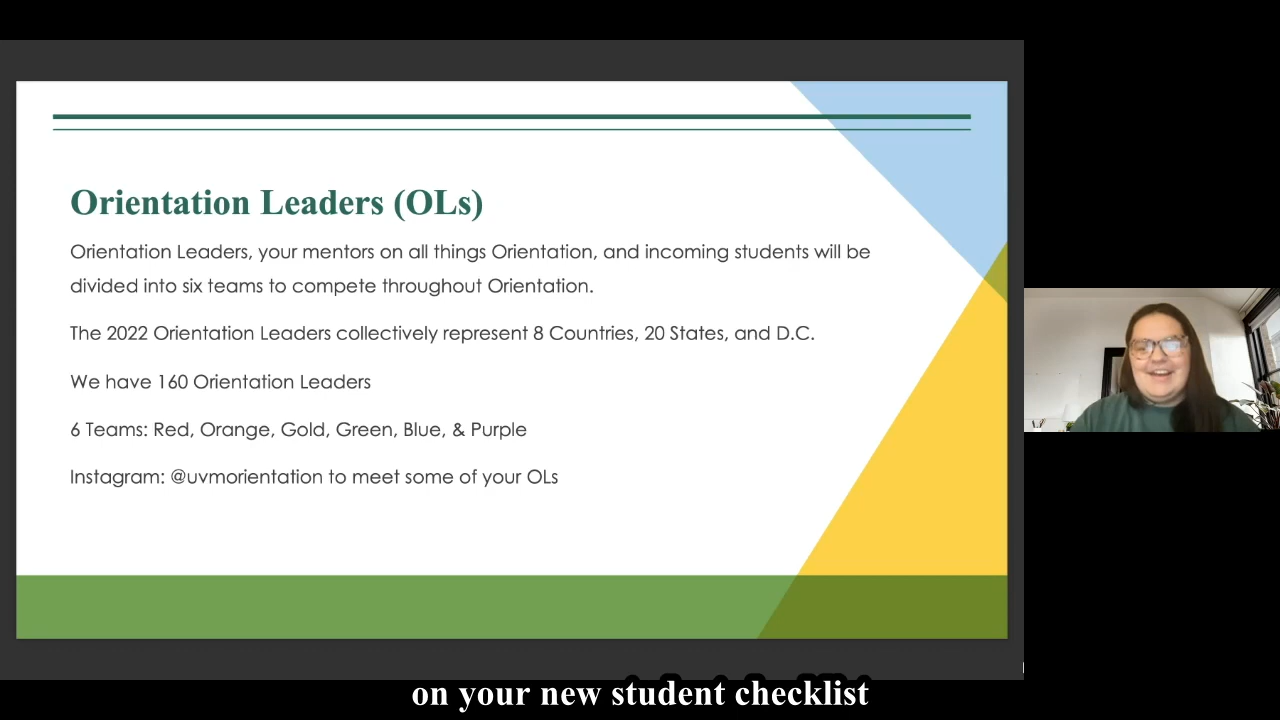 Orientation Leaders (OLs)
Orientation Leaders, your mentors on all things Orientation, and incoming students will be
divided into six teams to compete throughout Orientation.
The 2022 Orientation Leaders collectively represent 8 Countries, 20 States, and D.C.
We have 160 Orientation Leaders
6 Teams: Red, Orange, Gold, Green, Blue, & Purple
Instagram: @uvmorientation to meet some of your OLs
on your new student checklist